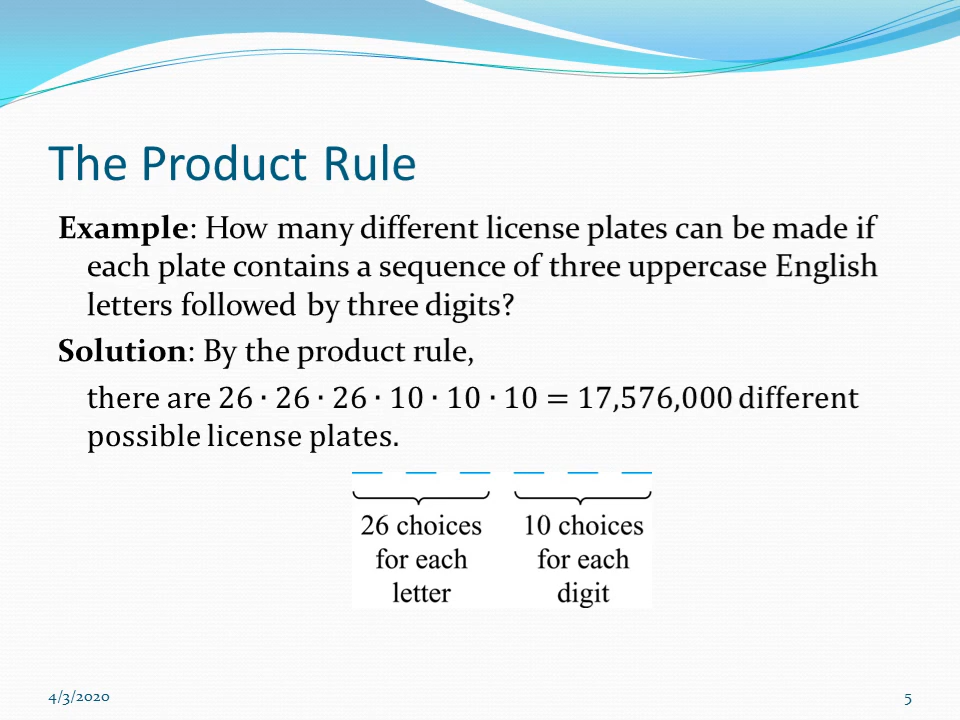 The Product Rule
Example: How many different license plates can be made if
each plate contains a sequence of three uppercase English
letters followed by three digits?
Solution: By the product rule,
there are 26 ∙ 26 ∙ 26 ∙ 10 ∙ 10 ∙ 10 = 17,576,000 different
possible license plates.
26 choices
for each
letter
10 choices
for each
digit
4/3/2020
5